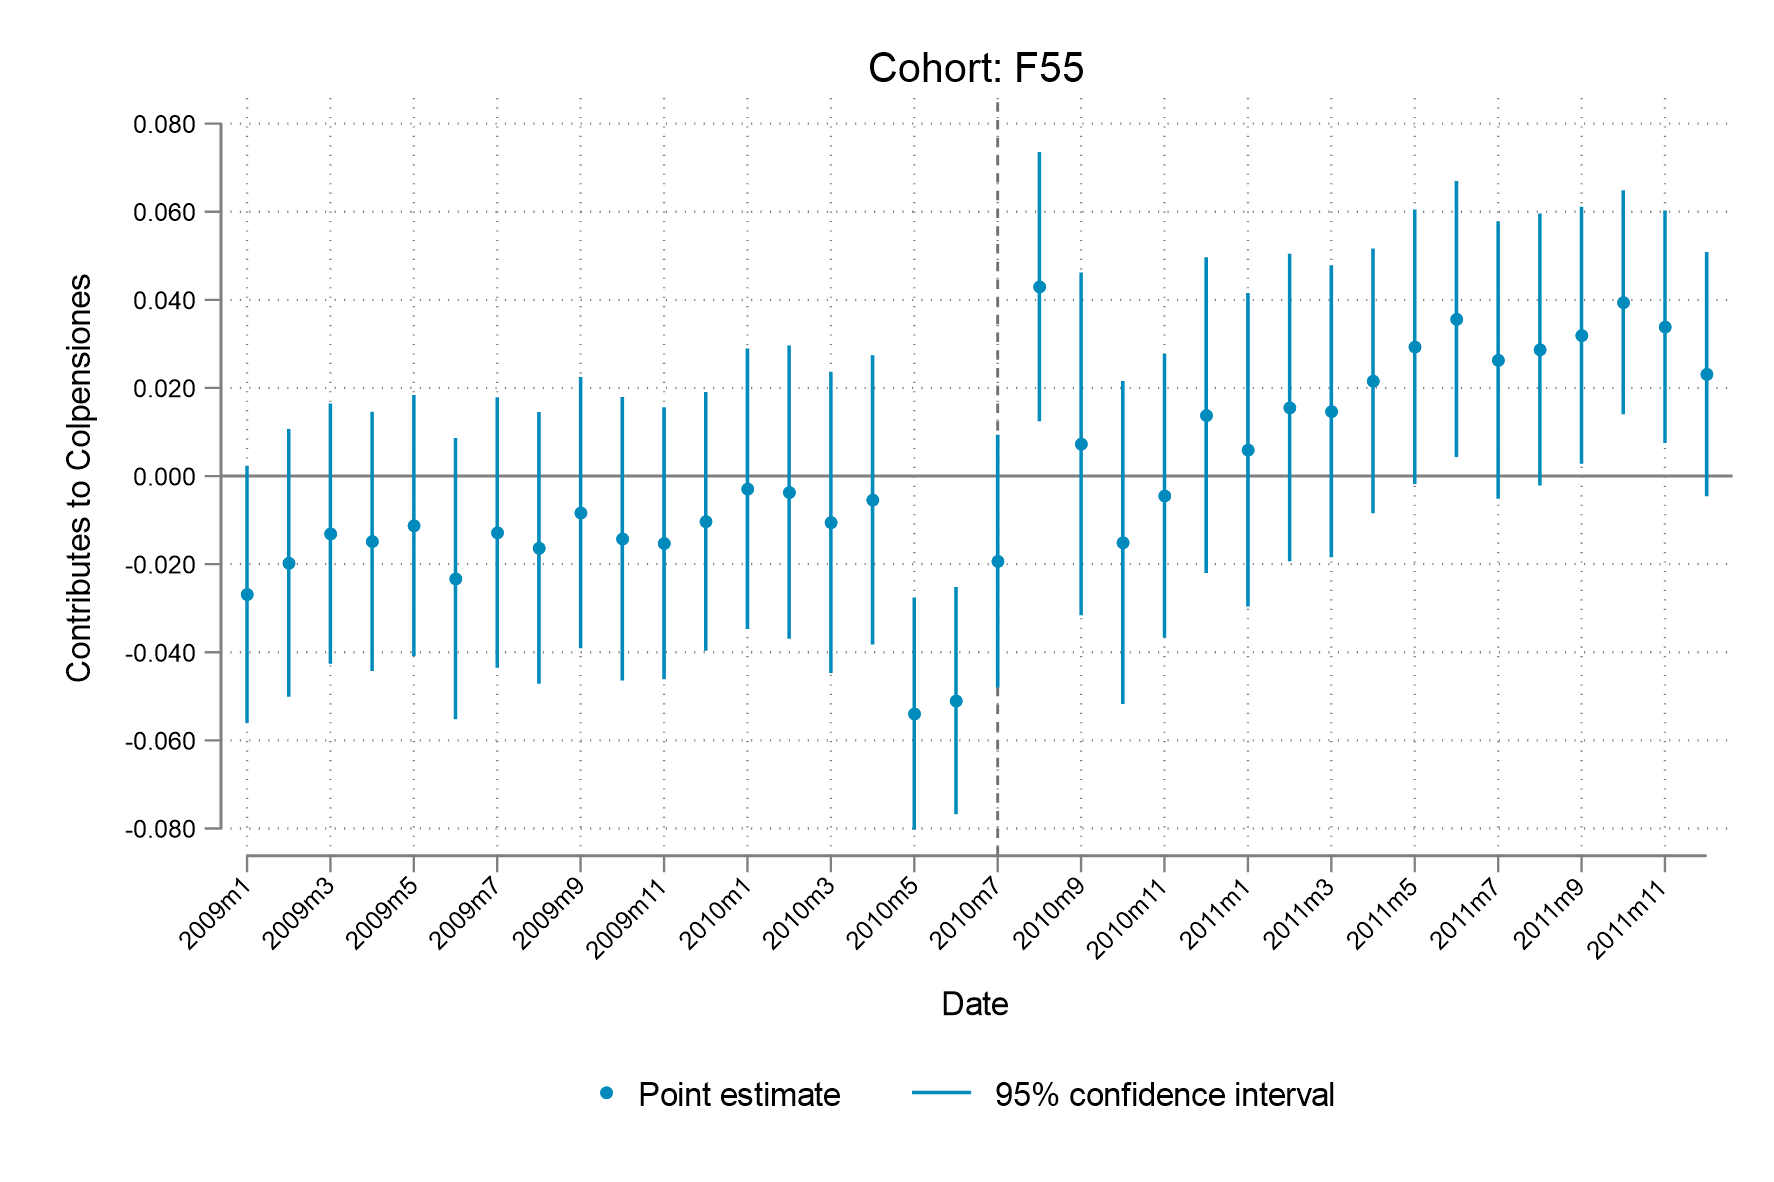 Cohort: F55
Contributes to Colpensiones
0.080
0.060
0.040
0.020
0.000
-0.020
-0.040
-0.060
-0.080
2009m1
2009m3
2009m5
2009m7
2009m9
2009m11
2010m1
2010m3
2010m5
2010m7
2010m9
2010m11
2011m1
2011m3
2011m5
2011m7
2011m9
2011m11
Date
Point estimate
95% confidence interval